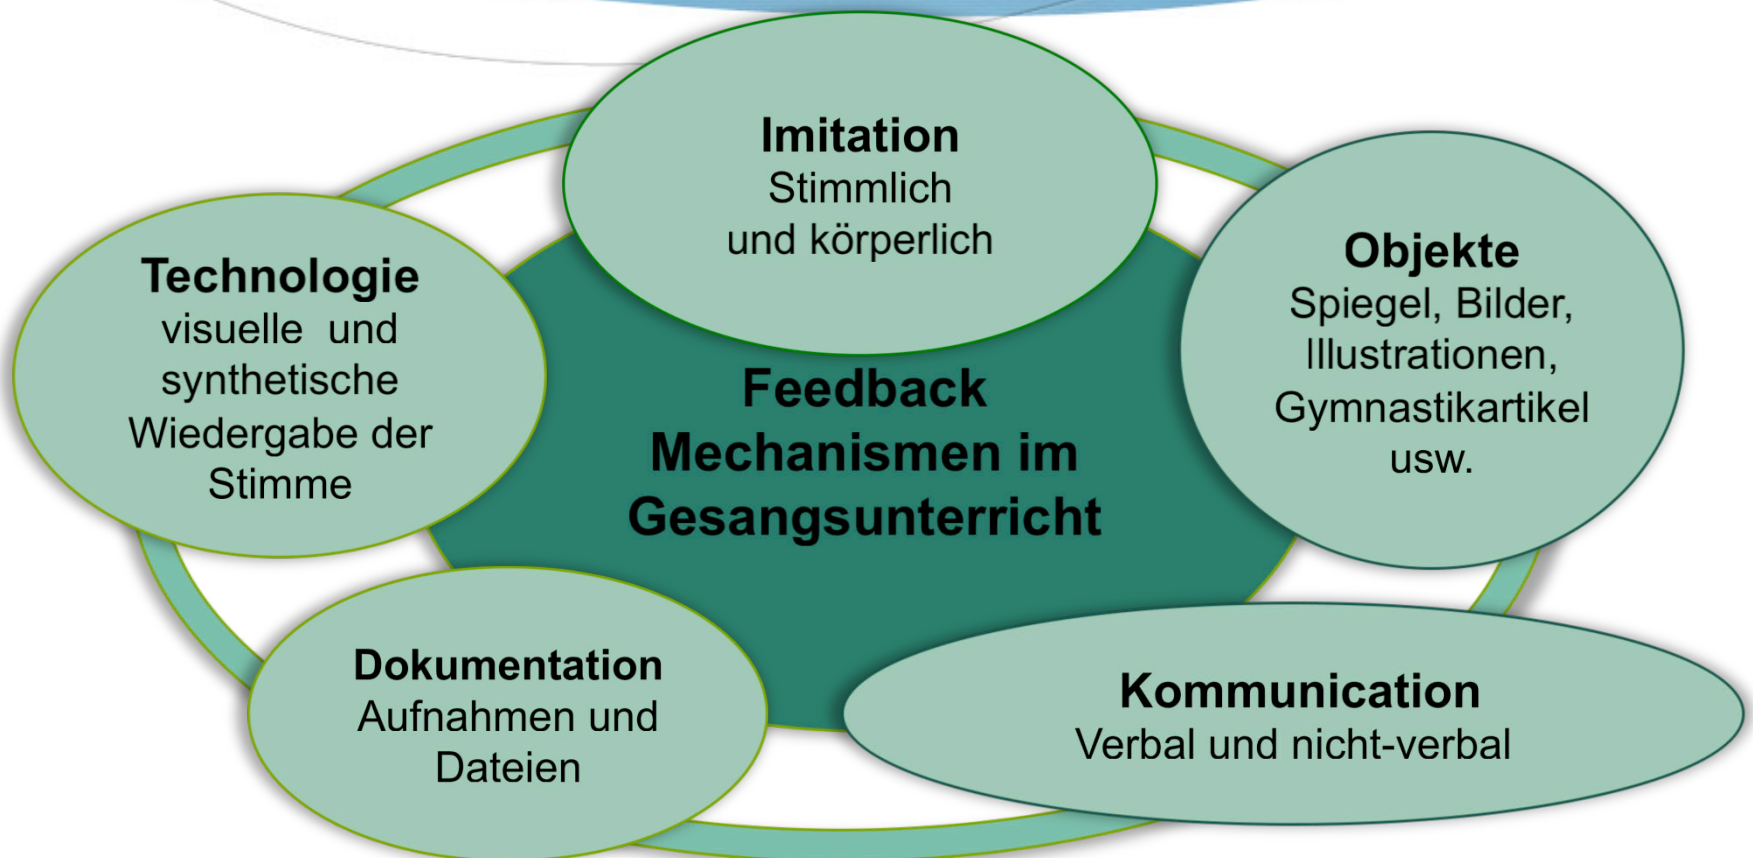 Imitation
Stimmlich
und körperlich
Objekte
Spiegel, Bilder,
Illustrationen,
Gymnastikartikel
usw.
Technologie
visuelle und
synthetische
Wiedergabe der
Stimme
Feedback
Mechanismen im
Gesangsunterricht
Dokumentation
Aufnahmen und
Dateien
Kommunication
Verbal und nicht-verbal